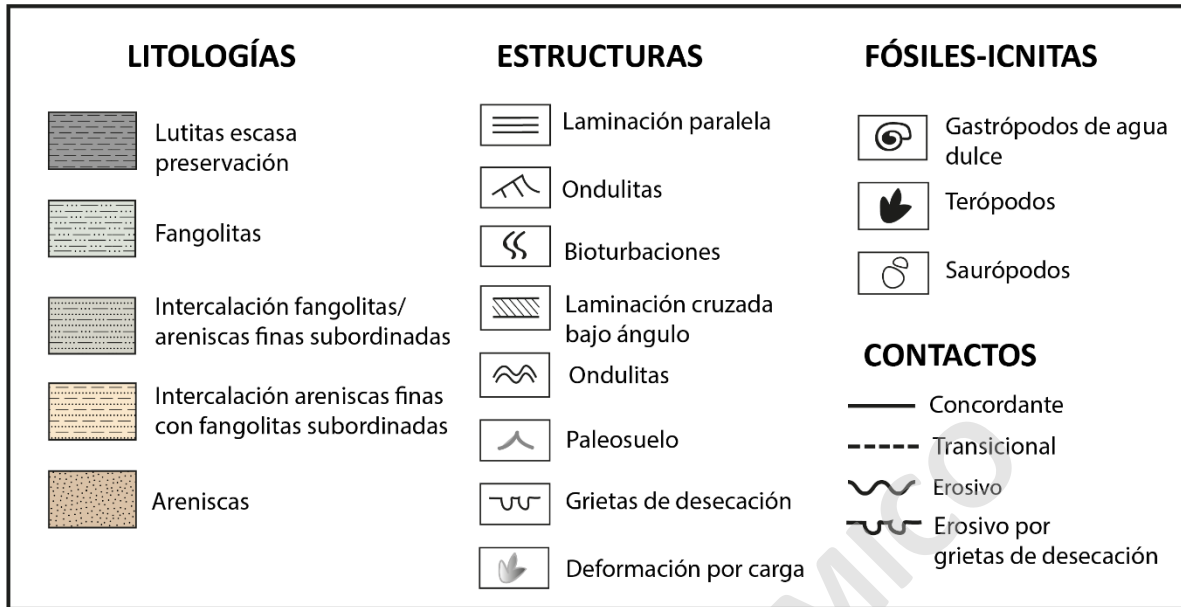 LITOLOGÍAS
Lutitas escasa
preservación
Fangolitas
Intercalación fangolitas/
areniscas finas subordinadas
Intercalación areniscas finas
con fangolitas subordinadas
Areniscas
ESTRUCTURAS
Laminación paralela
Ondulitas
Bioturbaciones
Laminación cruzada
bajo ángulo
Ondulitas
Paleosuelo
Grietas de desecación
Deformación por carga
FÓSILES-ICNITAS
Gastrópodos de agua
dulce
Terópodos
Saurópodos
CONTACTOS
Concordante
Transicional
Erosivo
Erosivo por
grietas de desecación
MICO